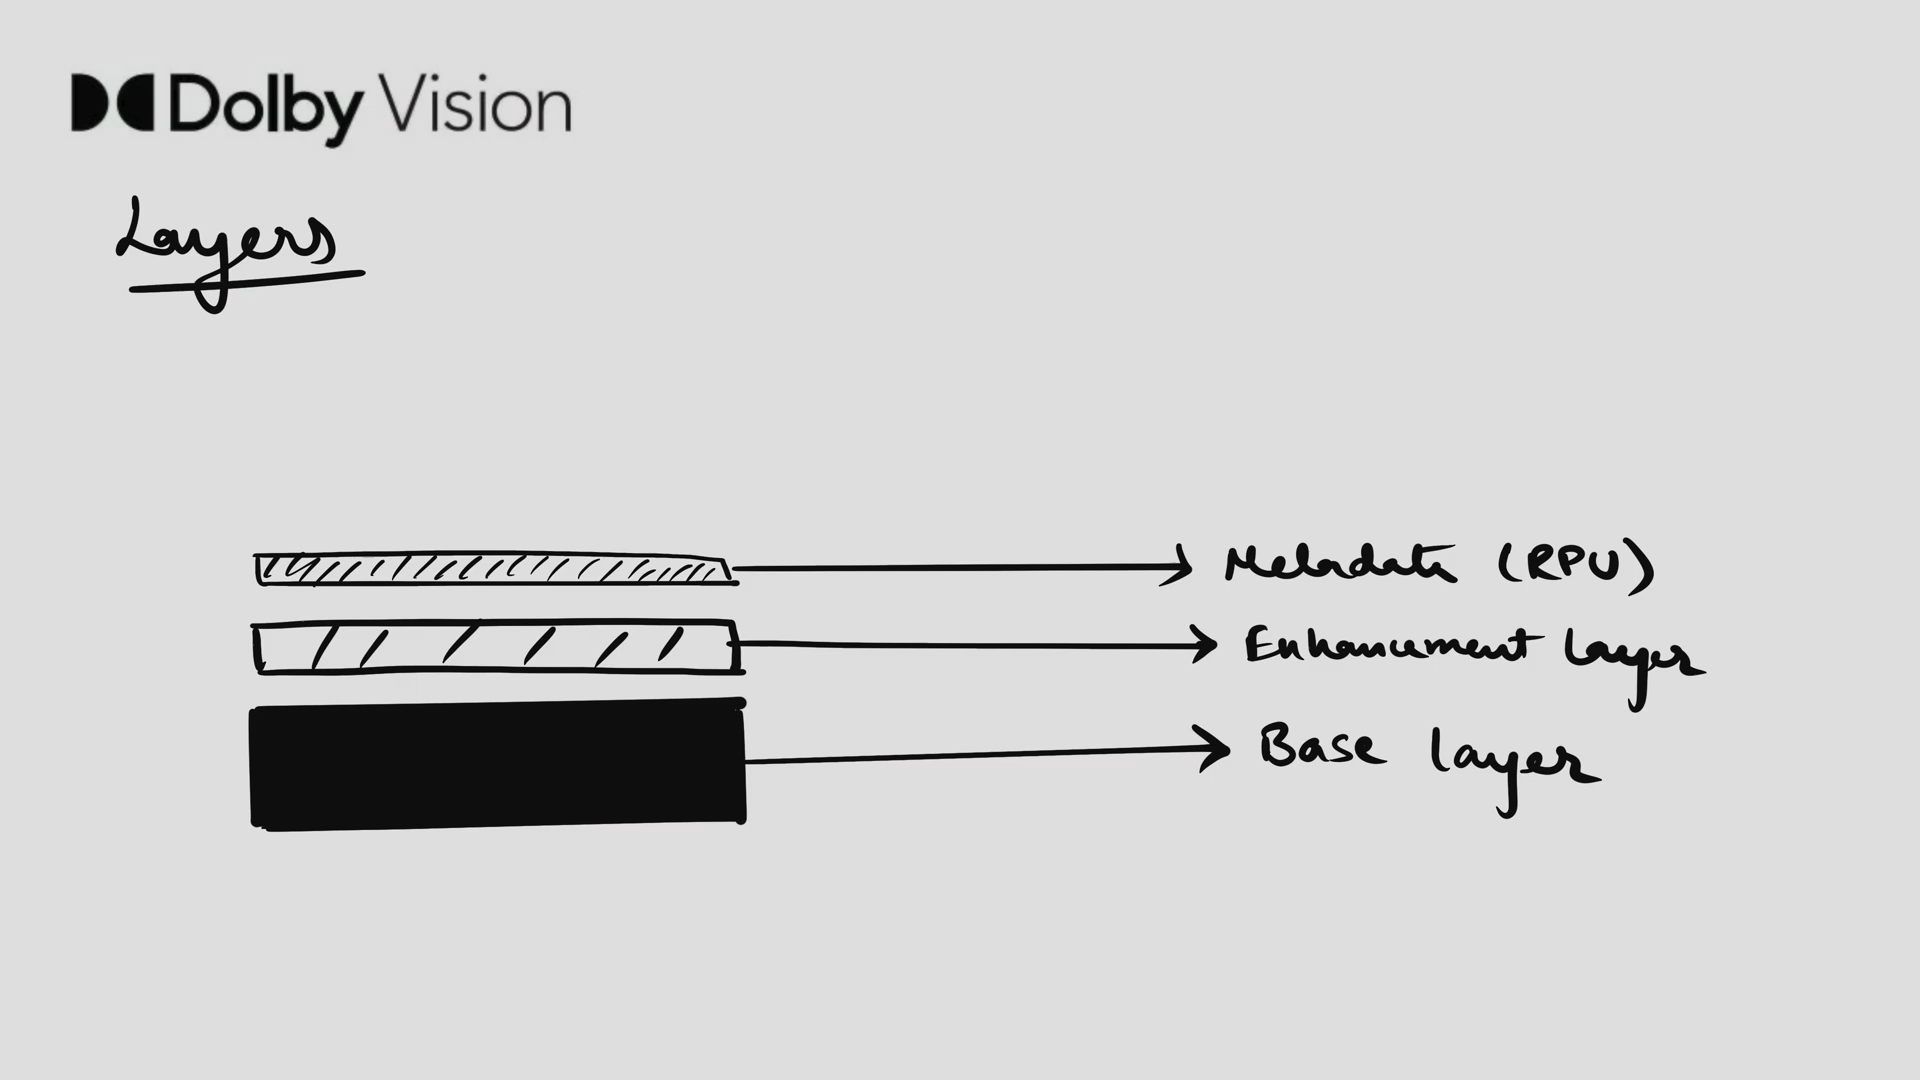 Dolby Vision
Layers
Metadata (RPU)
Enhancement Layer
Base layer